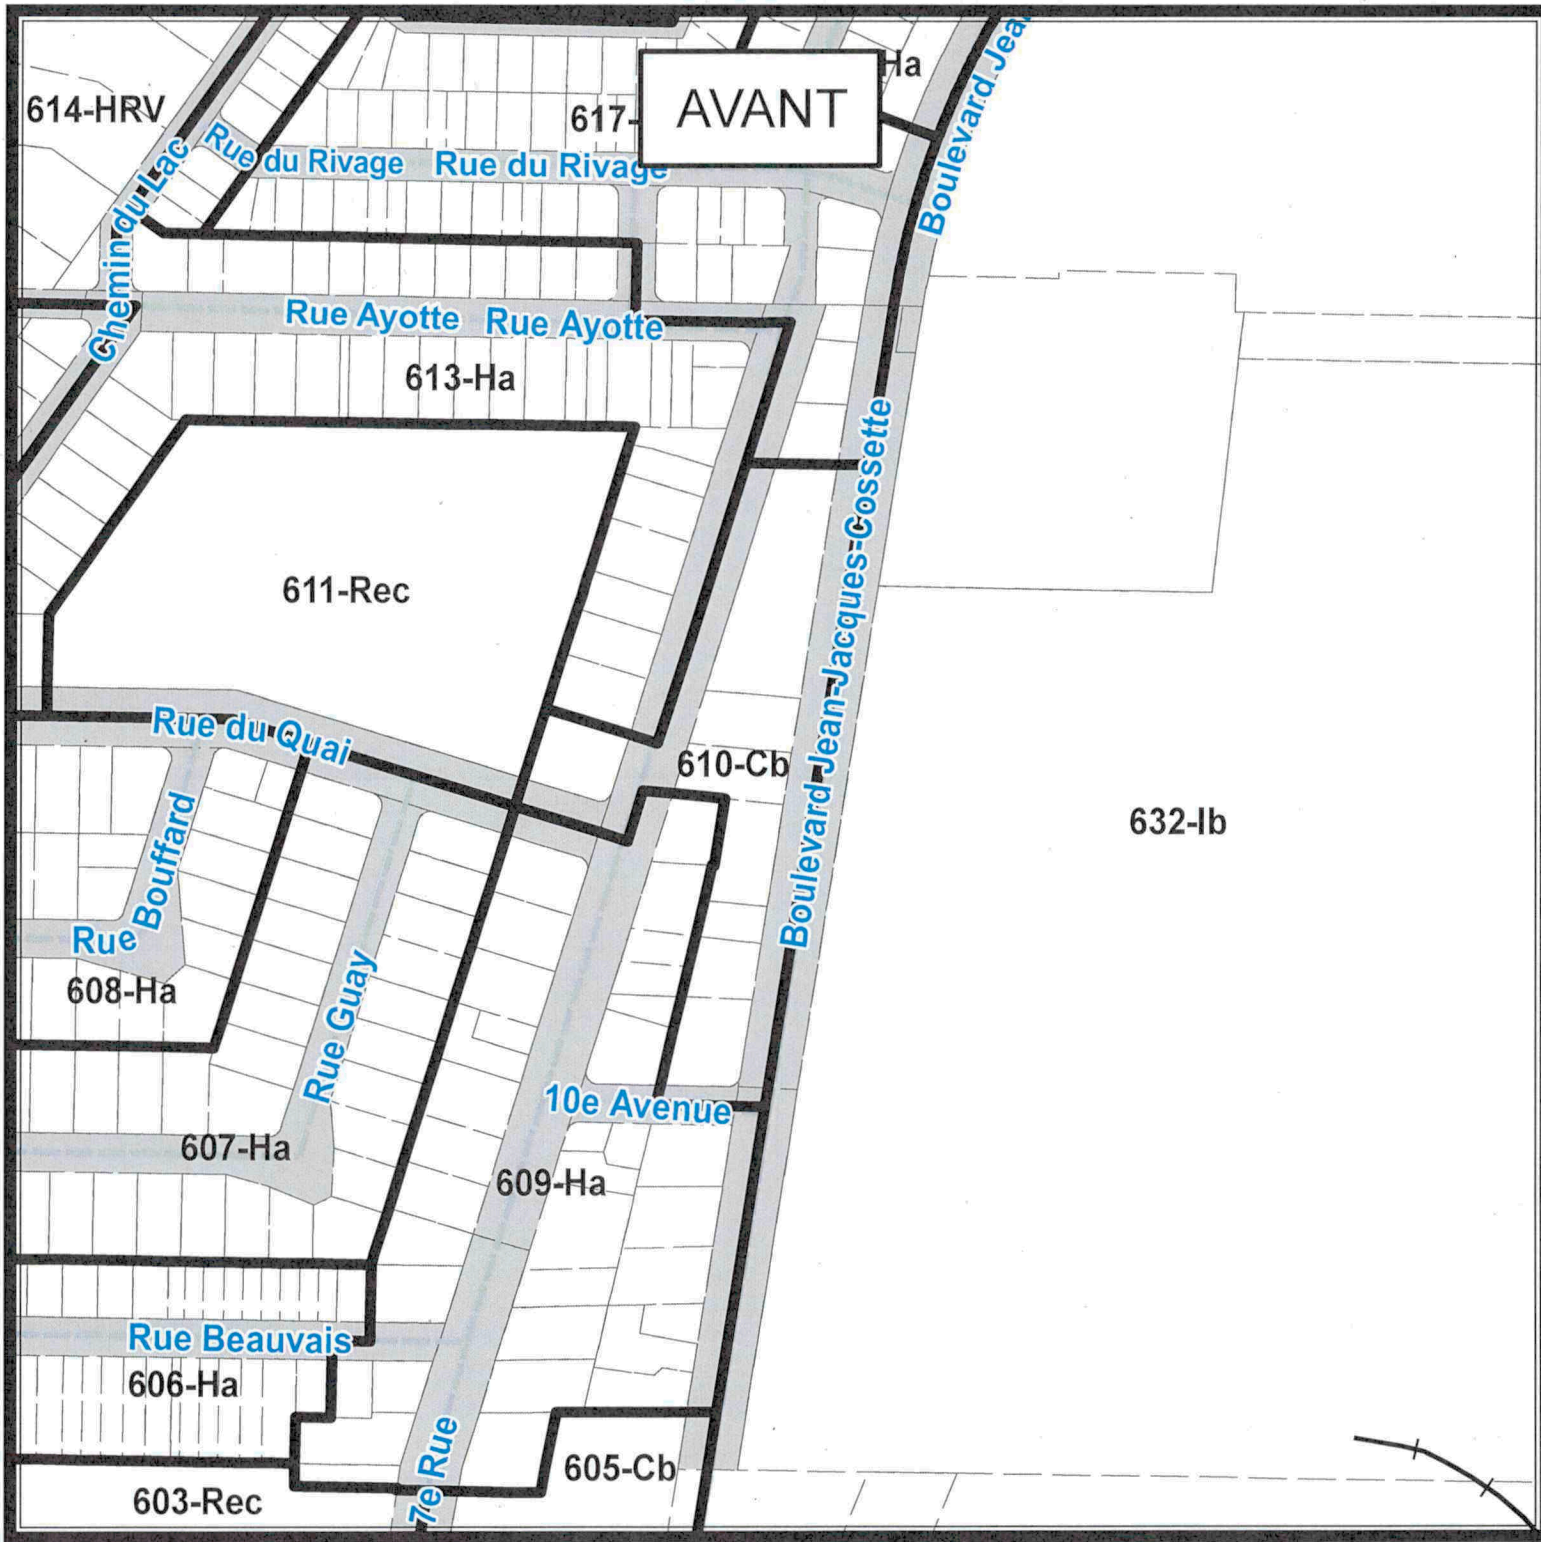 Ha
Boulevard Jea
614-HRV
617-
AVANT
Rue du Rivage
Rue du Rivage
Chemin du Lac
Rue Ayotte
Rue Ayotte
613-Ha
611-Rec
Boulevard Jean-Jacques-Cossette
Rue du Quai
610-Cb
632-Ib
Rue Bouffard
608-Ha
Rue Guay
10e Avenue
607-Ha
609-Ha
Rue Beauvais
606-Ha
7e Rue
605-Cb
603-Rec